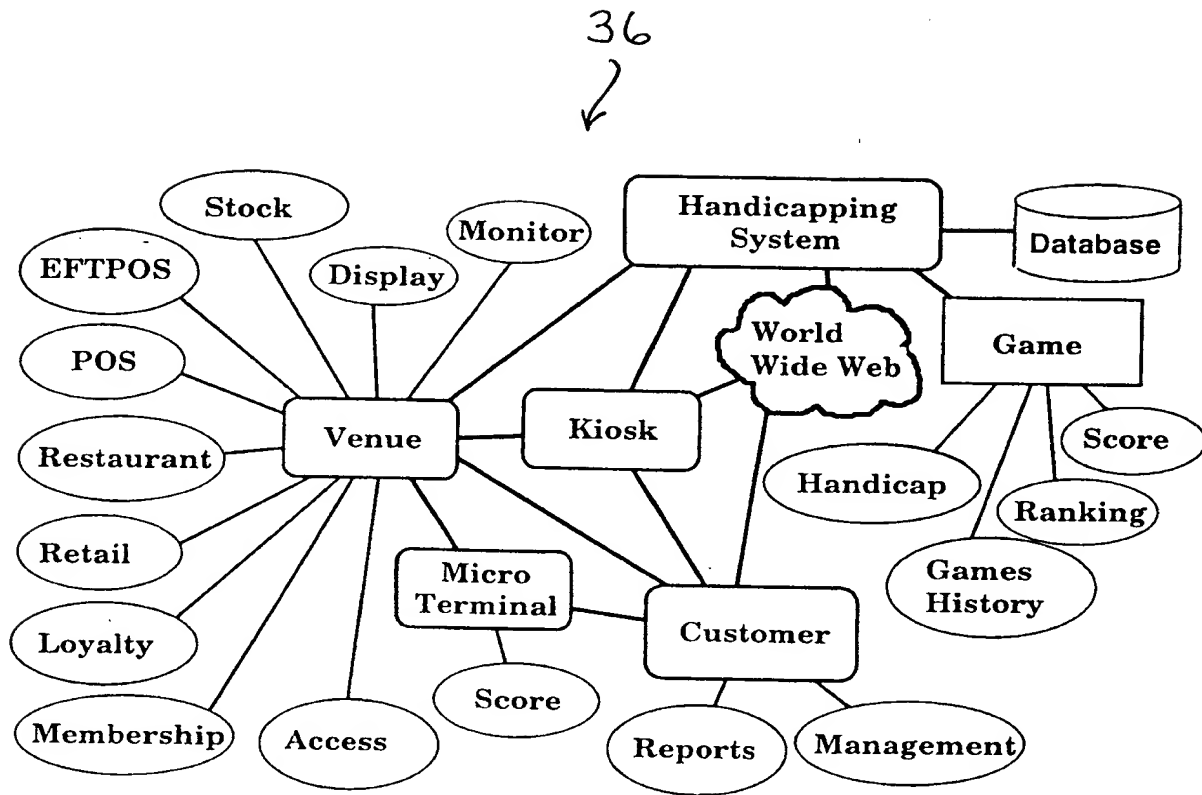 36
Stock
Handicapping
System
Monitor
Database
EFTPOS
Display
World
Wide Web
Game
POS
Venue
Kiosk
Score
Restaurant
Handicap
Ranking
Retail
Micro
Terminal
Games
History
Customer
Loyalty
Score
Membership
Access
Reports
Management